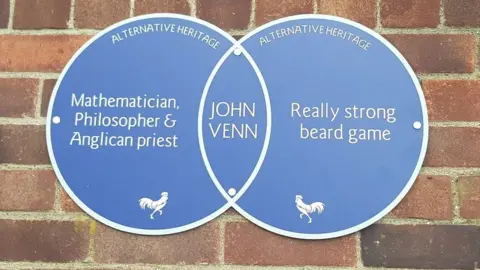 ALTERNATIVE HERITAGE
Mathematician,
Philosopher &
Anglican priest
JOHN
VENN
ALTERNATIVE HERITAGE
Really strong
beard game